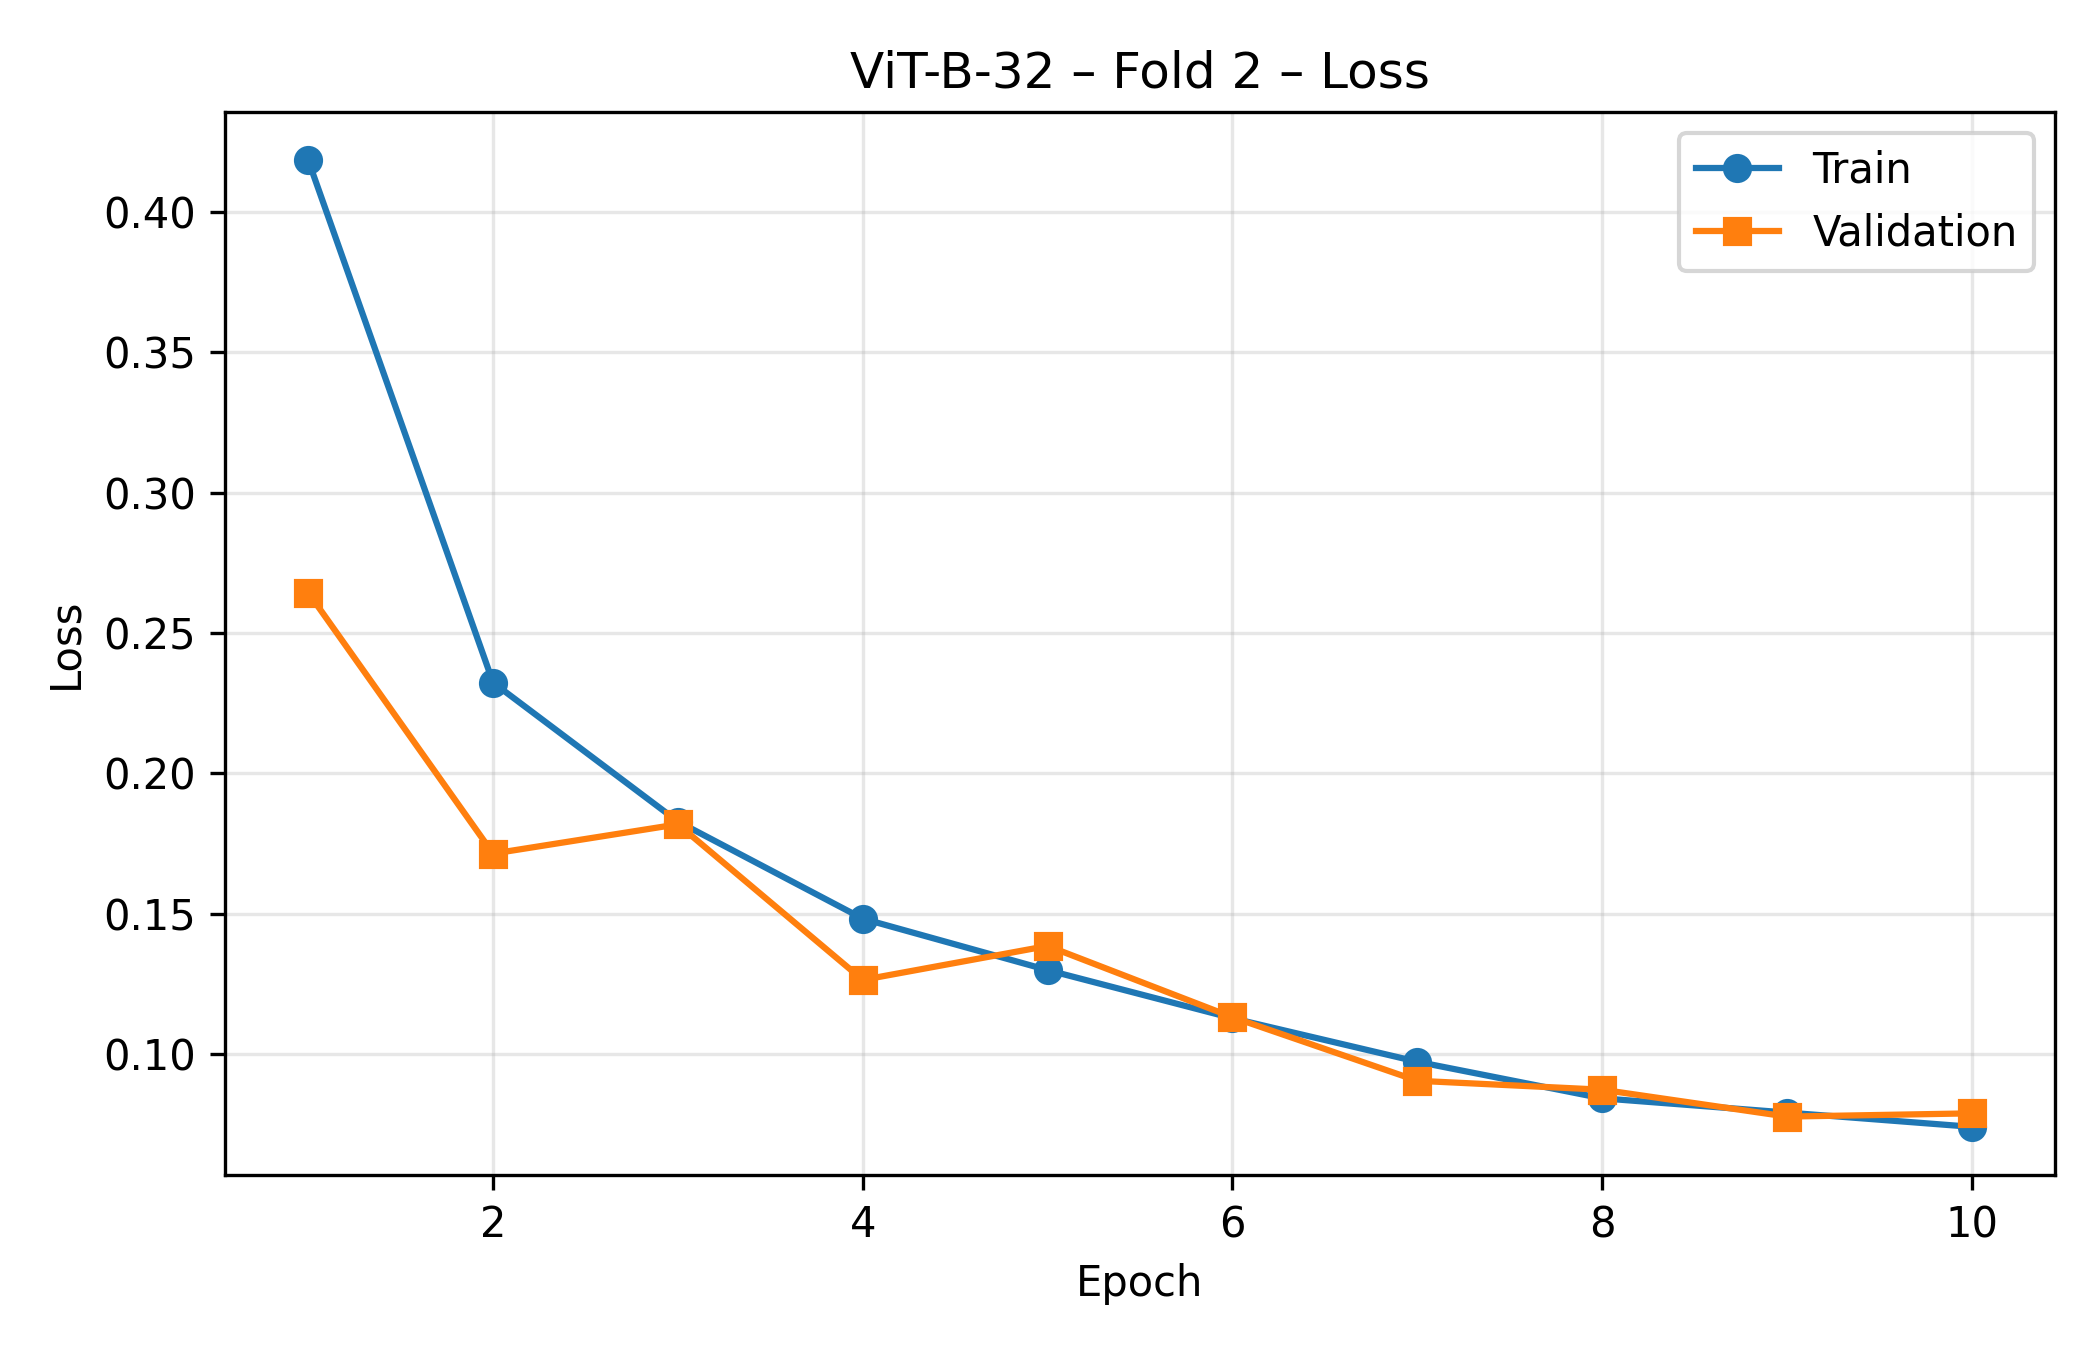 ViT-B-32 – Fold 2 – Loss
Train
Validation
Loss
0.40
0.35
0.30
0.25
0.20
0.15
0.10
2 4 6 8 10
Epoch